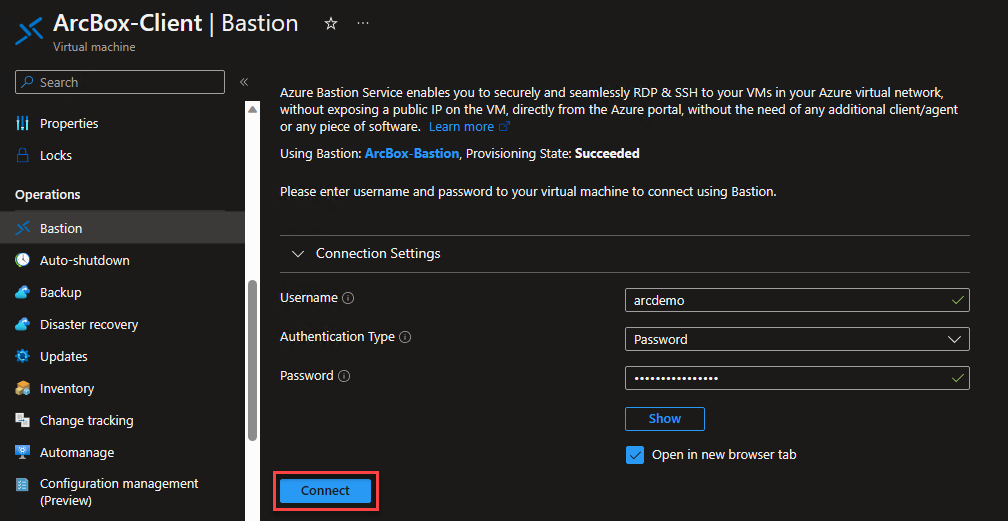 ArcBox-Client | Bastion
Virtual machine
Search
Properties
Locks
Operations
Bastion
Auto-shutdown
Backup
Disaster recovery
Updates
Inventory
Change tracking
Automanage
Configuration management
(Preview)
Azure Bastion Service enables you to securely and seamlessly RDP & SSH to your VMs in your Azure virtual network,
without exposing a public IP on the VM, directly from the Azure portal, without the need of any additional client/agent
or any piece of software. Learn more
Using Bastion: ArcBox-Bastion, Provisioning State: Succeeded
Please enter username and password to your virtual machine to connect using Bastion.
Connection Settings
Username
arcdemo
Authentication Type
Password
Password
••••••••••••••••
Show
Open in new browser tab
Connect